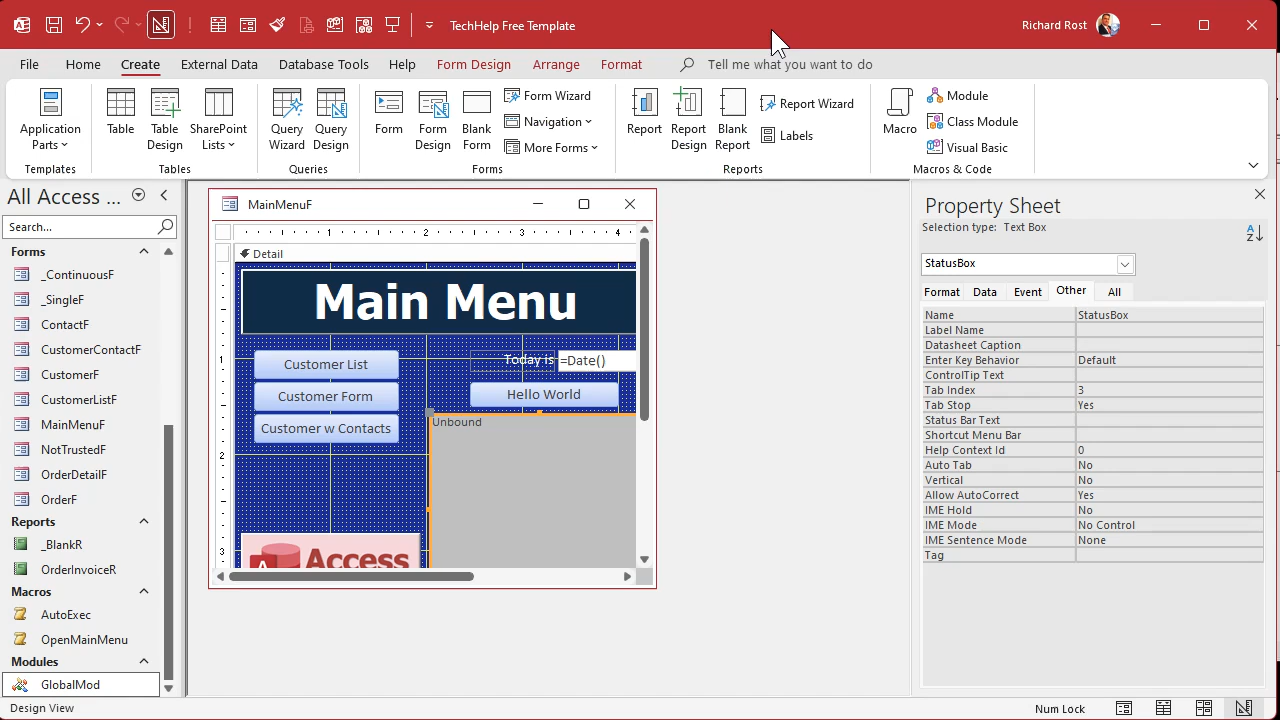 TechHelp Free Template
Richard Rost
File Home Create External Data Database Tools Help Form Design Arrange Format Tell me what you want to do
Application Parts
Templates
Table
Table Design
SharePoint Lists
Tables
Query Wizard
Query Design
Queries
Form
Form Design
Blank Form
Form Wizard
Navigation
More Forms
Forms
Report
Report Design
Blank Report
Report Wizard
Labels
Reports
Macro
Module
Class Module
Visual Basic
Macros & Code
All Access ...
Search...
Forms
_ContinuousF
_SingleF
ContactF
CustomerContactF
CustomerF
CustomerListF
MainMenuF
NotTrustedF
OrderDetailF
OrderF
Reports
_BlankR
OrderInvoiceR
Macros
AutoExec
OpenMainMenu
Modules
GlobalMod
MainMenuF
1 2 3 4
Detail
Main Menu
1
2
3
Customer List
Customer Form
Customer w Contacts
Today is =Date()
Hello World
Unbound
Access
Property Sheet
Selection type: Text Box
StatusBox
Format Data Event Other All
Name StatusBox
Label Name
Datasheet Caption
Enter Key Behavior Default
ControlTip Text
Tab Index 3
Tab Stop Yes
Status Bar Text
Shortcut Menu Bar
Help Context Id 0
Auto Tab No
Vertical No
Allow AutoCorrect Yes
IME Hold No
IME Mode No Control
IME Sentence Mode None
Tag
Design View
Num Lock